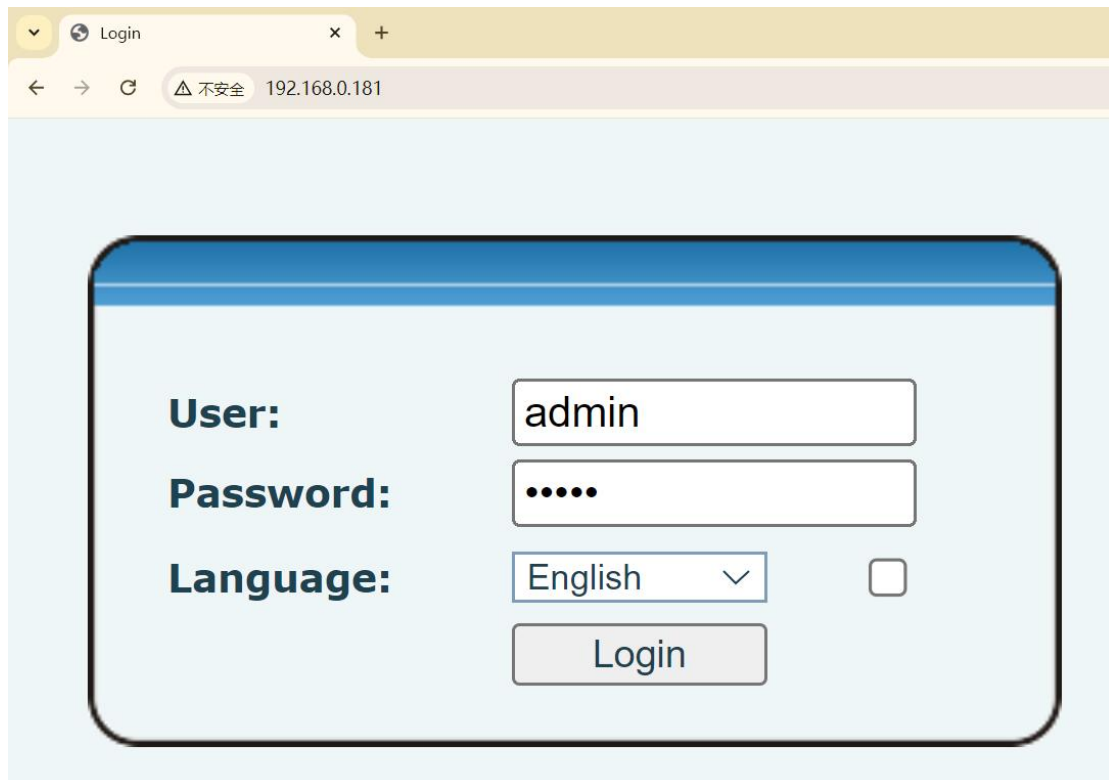 Login
不安全 192.168.0.181
User: admin
Password: •••••
Language: English
Login